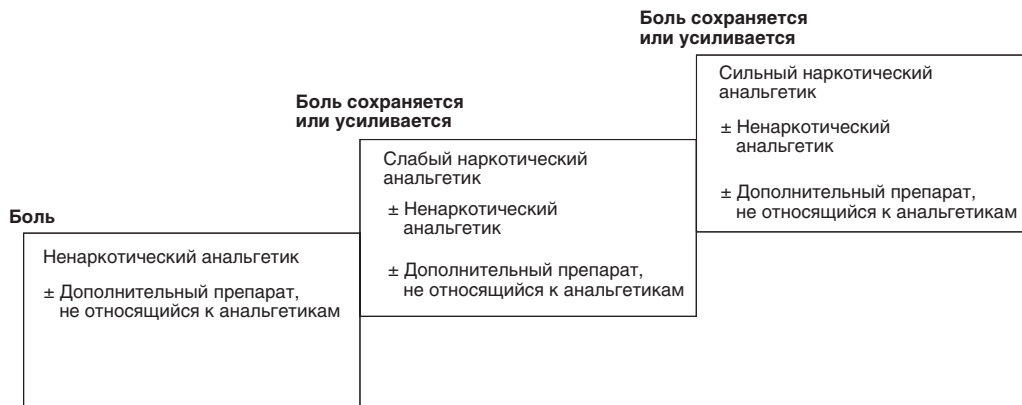 Боль
Ненаркотический анальгетик
± Дополнительный препарат,
не относящийся к анальгетикам
Боль сохраняется
или усиливается
Слабый наркотический
анальгетик
± Ненаркотический
анальгетик
± Дополнительный препарат,
не относящийся к анальгетикам
Боль сохраняется
или усиливается
Сильный наркотический
анальгетик
± Ненаркотический
анальгетик
± Дополнительный препарат,
не относящийся к анальгетикам